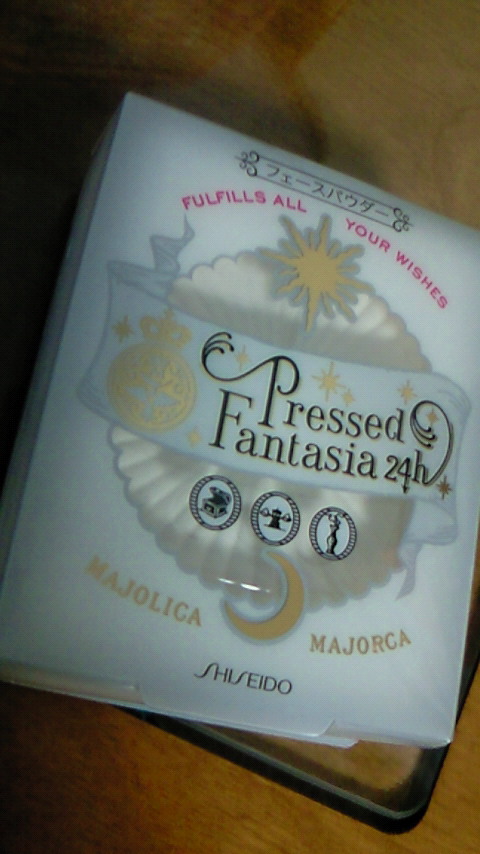 フェースパウダー
FULFILLS ALL YOUR WISHES
Pressed
Fantasia 24h
MAJOLICA MAJORCA
SHISEIDO